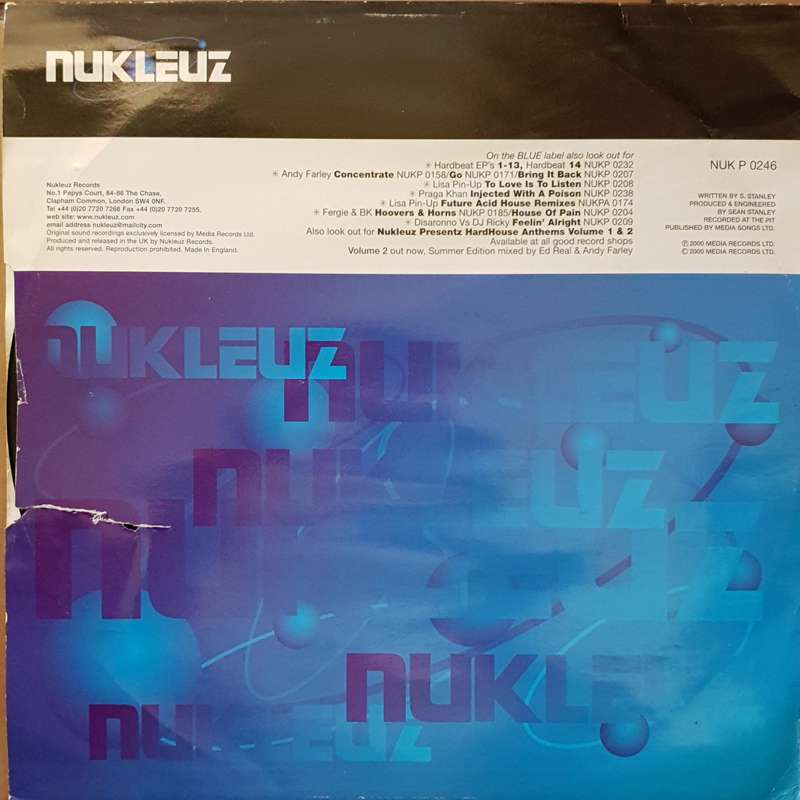 NUKLEUZ
On the BLUE label also look out for
✳ Hardbeat EP's 1-13, Hardbeat 14 NUKP 0232
✳ Andy Farley Concentrate NUKP 0158/Go NUKP 0171/Bring It Back NUKP 0207
✳ Lisa Pin-Up To Love Is To Listen NUKP 0208
✳ Praga Khan Injected With A Poison NUKP 0238
✳ Lisa Pin-Up Future Acid House Remixes NUKPA 0174
✳ Fergie & BK Hoovers & Horns NUKP 0185/House Of Pain NUKP 0204
✳ Disaronno Vs DJ Ricky Feelin' Alright NUKP 0209
Also look out for Nukleuz Presentz HardHouse Anthems Volume 1 & 2
Available at all good record shops
Volume 2 out now, Summer Edition mixed by Ed Real & Andy Farley
NUK P 0246
WRITTEN BY S. STANLEY
PRODUCED & ENGINEERED
BY SEAN STANLEY
RECORDED AT THE PIT
PUBLISHED BY MEDIA SONGS LTD.
℗ 2000 MEDIA RECORDS LTD.
© 2000 MEDIA RECORDS LTD.
Nukleuz Records
No.1 Pepys Court, 84-86 The Chase,
Clapham Common, London SW4 0NF.
Tel +44 (0)20 7720 7266 Fax +44 (0)20 7720 7255.
web site: www.nukleuz.com
email address nukleuz@mailcity.com
Original sound recordings exclusively licensed by Media Records Ltd.
Produced and released in the UK by Nukleuz Records.
All rights reserved. Reproduction prohibited. Made In England.
NUKLEUZ
NUKLEUZ
NUKLEUZ
NUKLEUZ
NUKLE
NUKLEUZ